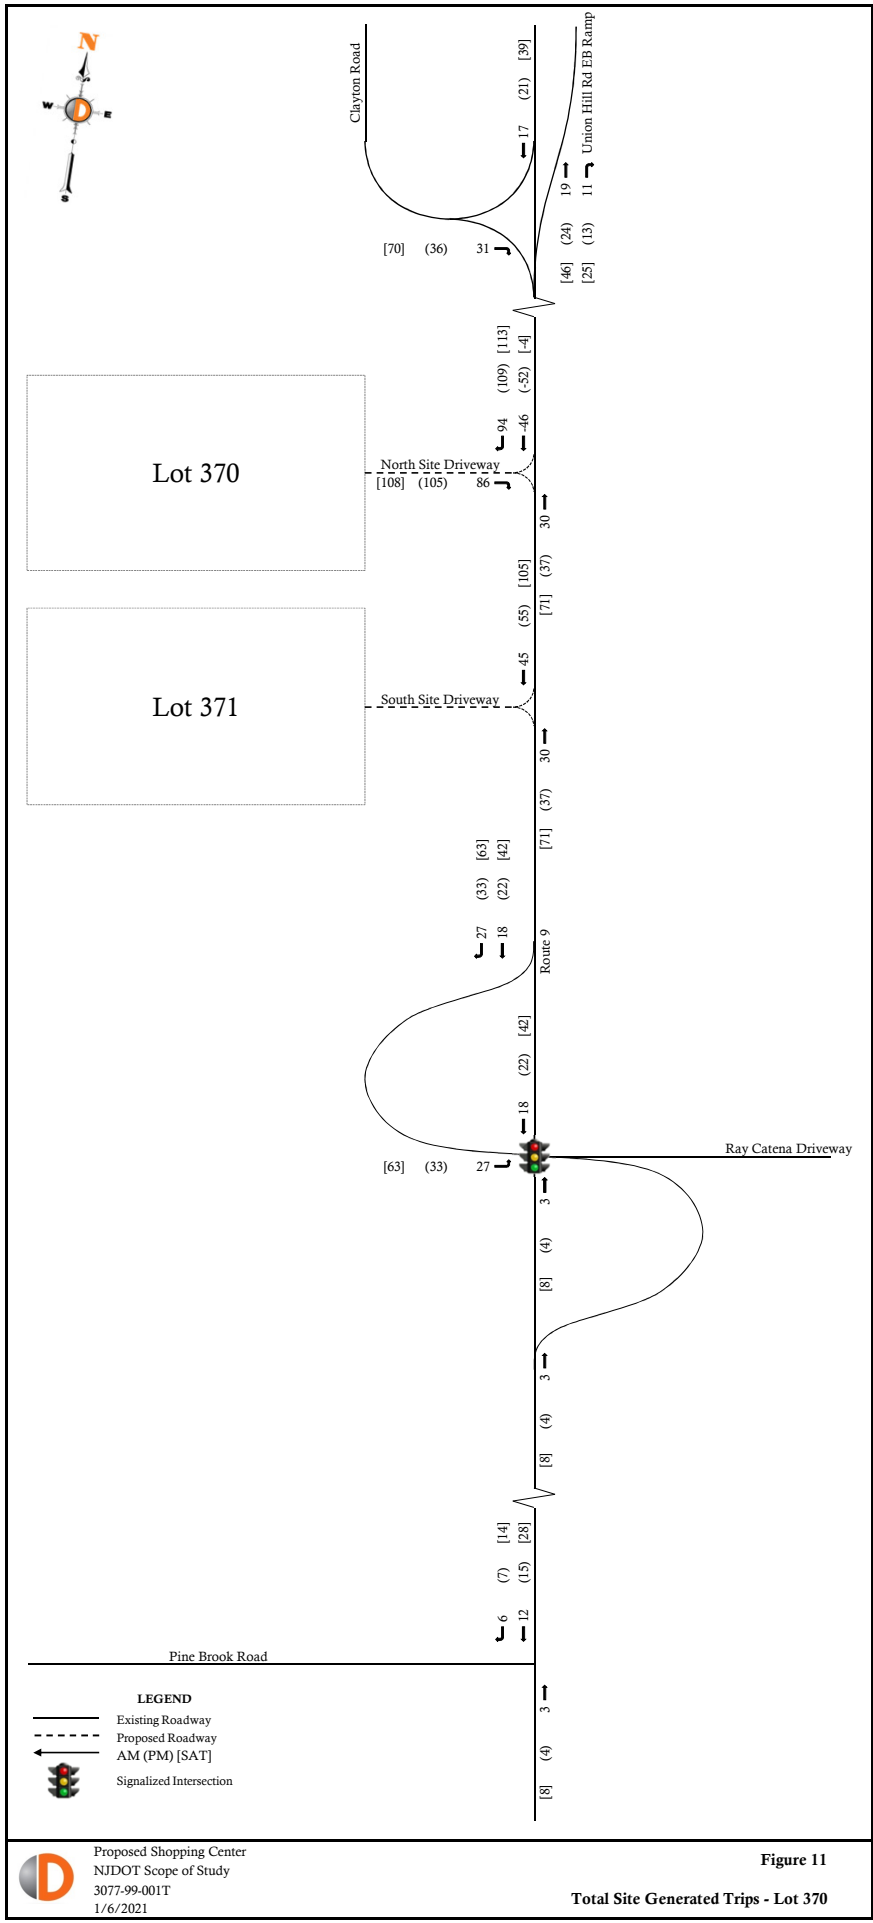 N
W
E
S
D
Clayton Road
17 (21) [39]
Union Hill Rd EB Ramp
[46] (24) 19
[25] (13) 11
[70] (36) 31
94 (109) [113]
-46 (-52) [-4]
Lot 370
North Site Driveway
[108] (105) 86
[71] (37) 30
45 (55) [105]
Lot 371
South Site Driveway
[71] (37) 30
27 (33) [63]
18 (22) [42]
Route 9
18 (22) [42]
Ray Catena Driveway
[63] (33) 27
[8] (4) 3
[8] (4) 3
6 (7) [14]
12 (15) [28]
Pine Brook Road
[8] (4) 3
LEGEND
Existing Roadway
Proposed Roadway
AM (PM) [SAT]
Signalized Intersection
D
Proposed Shopping Center
NJDOT Scope of Study
3077-99-001T
1/6/2021
Figure 11
Total Site Generated Trips - Lot 370